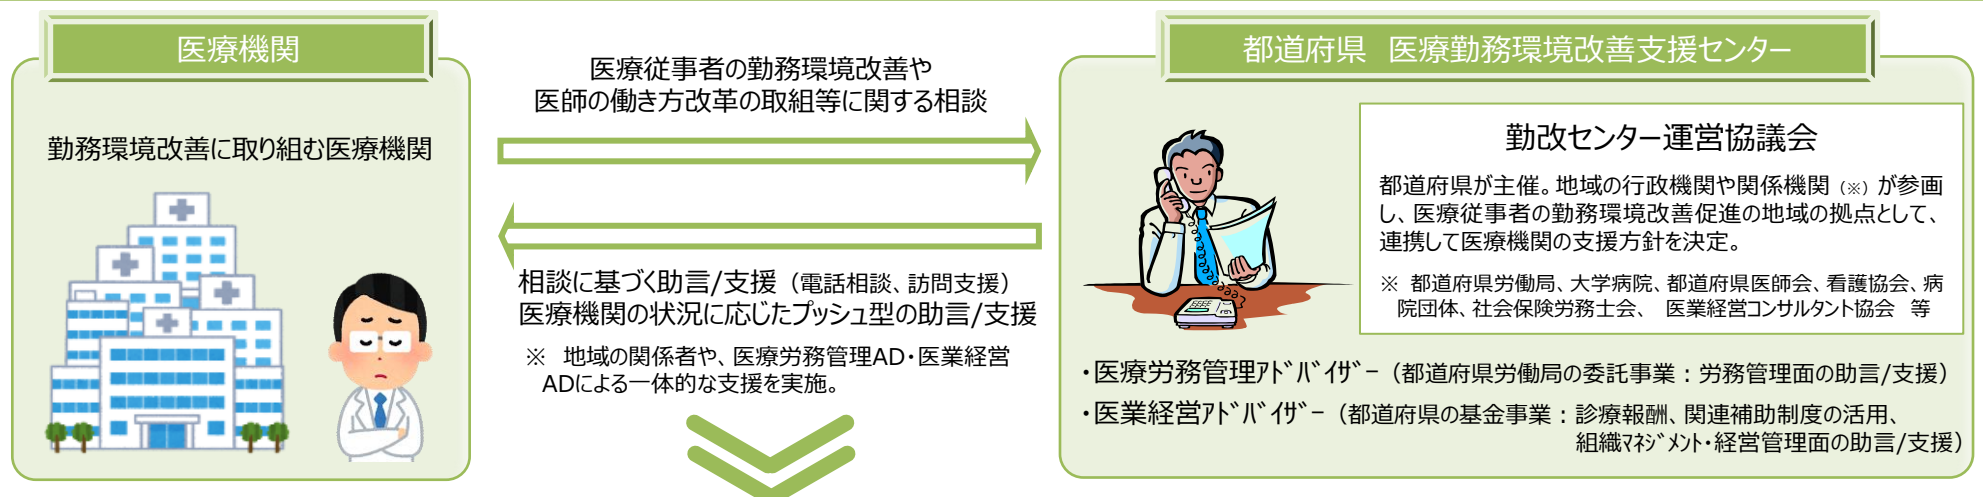 医療機関
勤務環境改善に取り組む医療機関
医療従事者の勤務環境改善や
医師の働き方改革の取組等に関する相談
相談に基づく助言/支援（電話相談、訪問支援）
医療機関の状況に応じたプッシュ型の助言/支援
※　地域の関係者や、医療労務管理AD・医業経営
ADによる一体的な支援を実施。
都道府県　医療勤務環境改善支援センター
勤改センター運営協議会
都道府県が主催。地域の行政機関や関係機関（※）が参画
し、医療従事者の勤務環境改善促進の地域の拠点として、
連携して医療機関の支援方針を決定。
※ 都道府県労働局、大学病院、都道府県医師会、看護協会、病
院団体、社会保険労務士会、　医業経営コンサルタント協会　等
・医療労務管理ｱﾄﾞﾊﾞｲｻﾞｰ（都道府県労働局の委託事業：労務管理面の助言/支援）
・医業経営ｱﾄﾞﾊﾞｲｻﾞｰ（都道府県の基金事業：診療報酬、関連補助制度の活用、
組織ﾏﾈｼﾞﾒﾝﾄ・経営管理面の助言/支援）